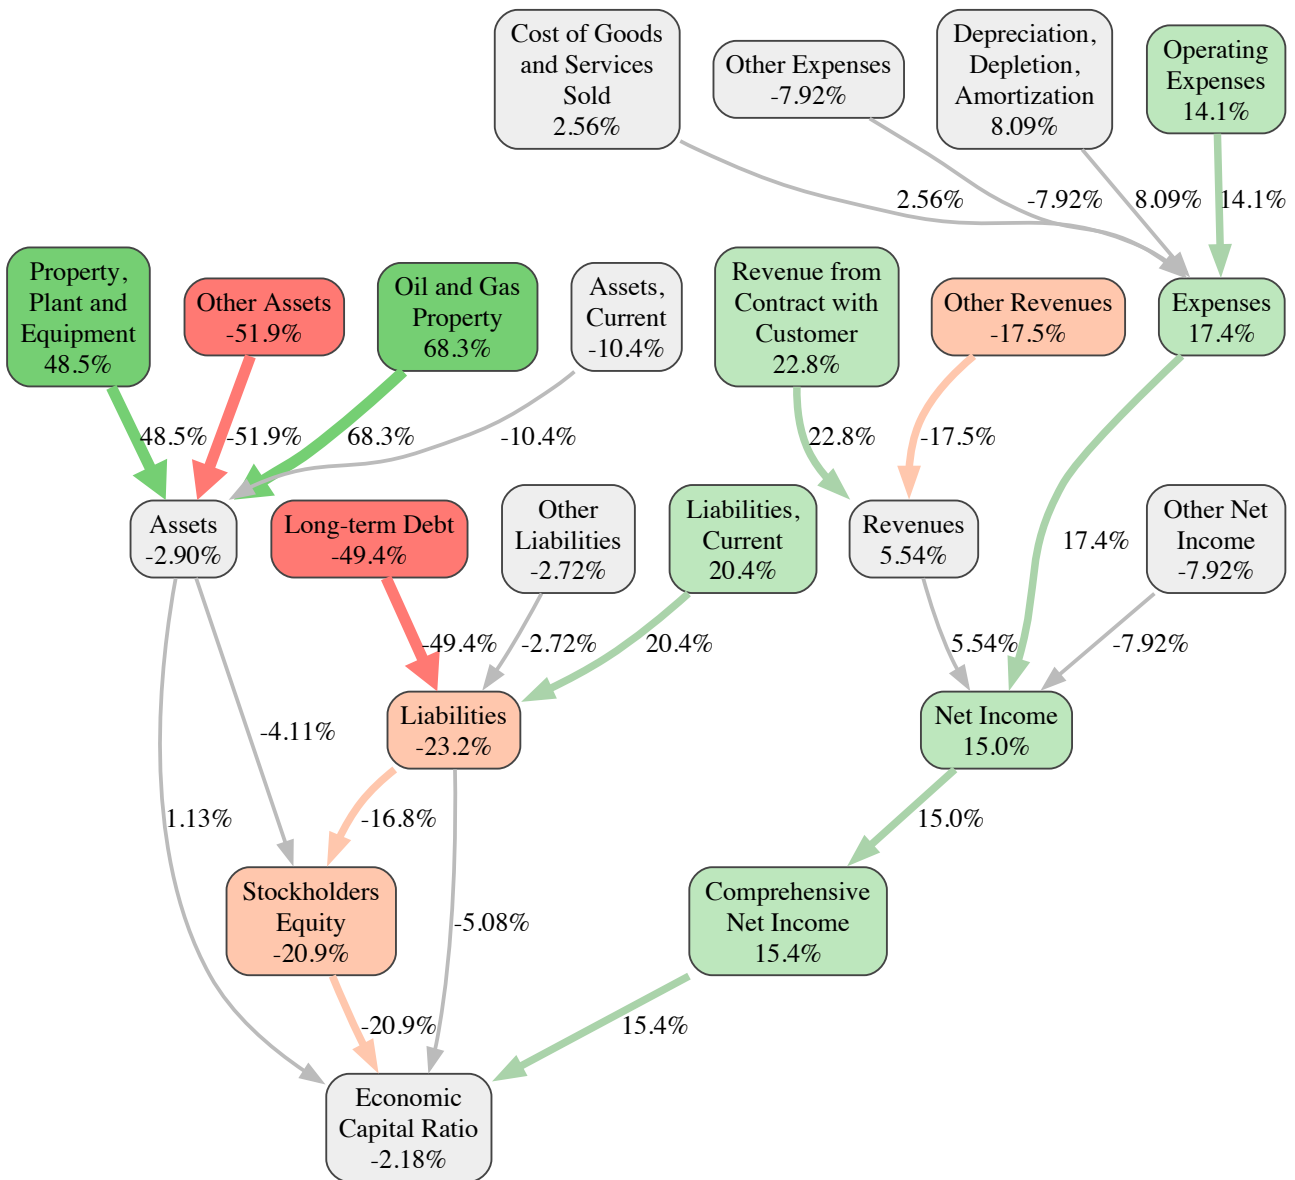 Cost of Goods
and Services
Sold
2.56%
Other Expenses
-7.92%
Depreciation,
Depletion,
Amortization
8.09%
Operating
Expenses
14.1%
2.56%
-7.92%
8.09%
14.1%
Property,
Plant and
Equipment
48.5%
Other Assets
-51.9%
Oil and Gas
Property
68.3%
Assets,
Current
-10.4%
Revenue from
Contract with
Customer
22.8%
Other Revenues
-17.5%
Expenses
17.4%
48.5%
-51.9%
68.3%
-10.4%
22.8%
-17.5%
Assets
-2.90%
Long-term Debt
-49.4%
Other
Liabilities
-2.72%
Liabilities,
Current
20.4%
Revenues
5.54%
17.4%
Other Net
Income
-7.92%
-49.4%
-2.72%
20.4%
5.54%
-7.92%
Liabilities
-23.2%
Net Income
15.0%
-4.11%
1.13%
-16.8%
15.0%
Stockholders
Equity
-20.9%
-5.08%
Comprehensive
Net Income
15.4%
-20.9%
15.4%
Economic
Capital Ratio
-2.18%